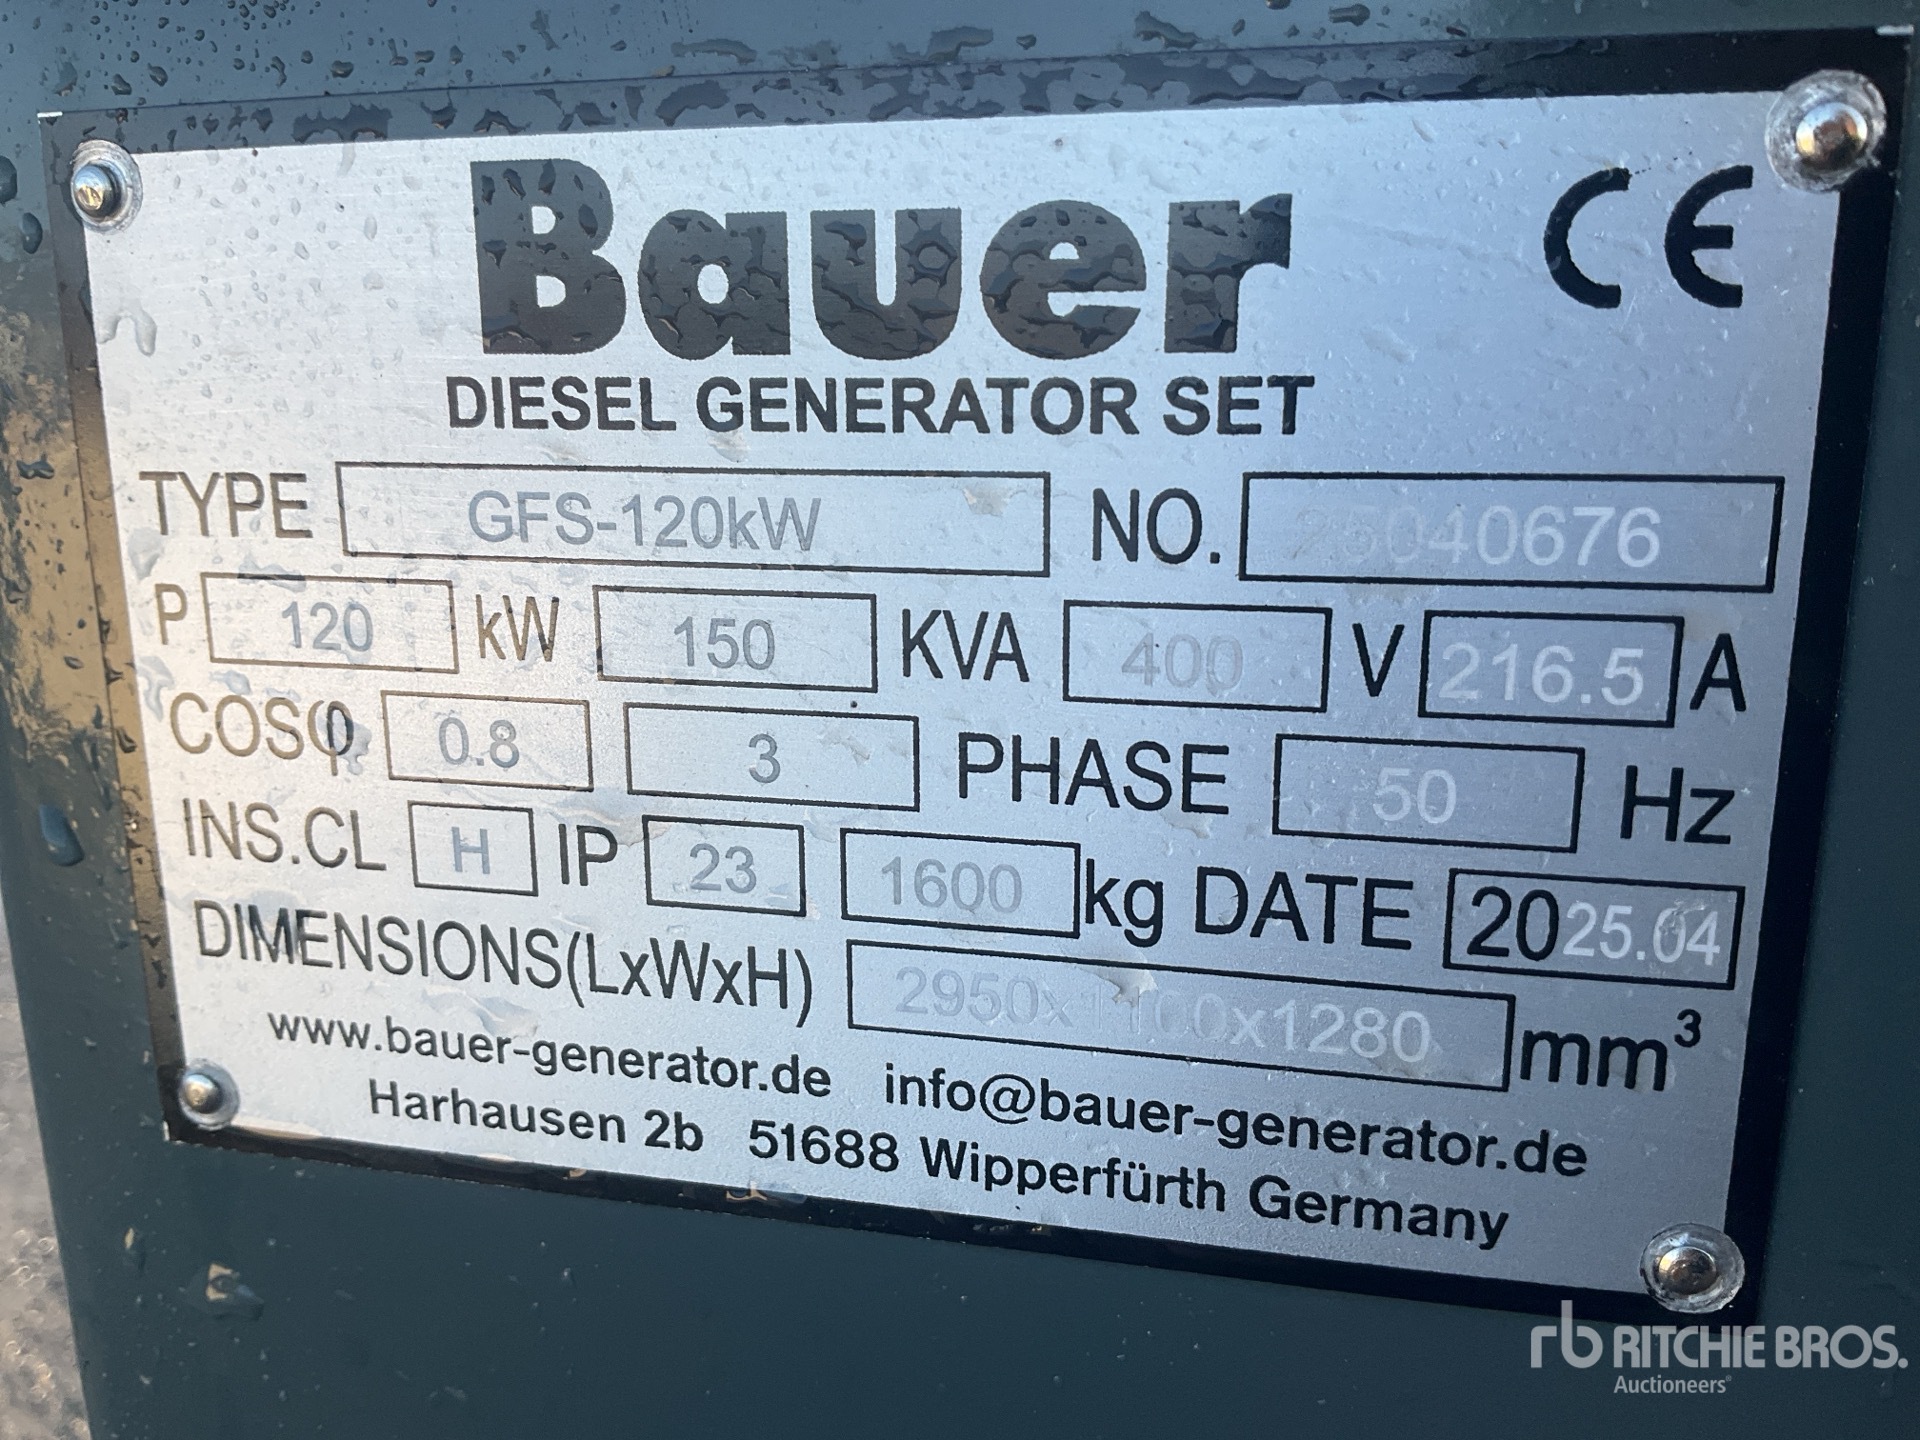 Bauer CE
DIESEL GENERATOR SET
TYPE GFS-120kW NO. 25040676
P 120 kW 150 KVA 400 V 216.5 A
COSφ 0.8 3 PHASE 50 Hz
INS.CL H IP 23 1600 kg DATE 2025.04
DIMENSIONS(LxWxH) 2950x1100x1280 mm³
www.bauer-generator.de info@bauer-generator.de
Harhausen 2b 51688 Wipperfürth Germany
rb RITCHIE BROS.
Auctioneers®